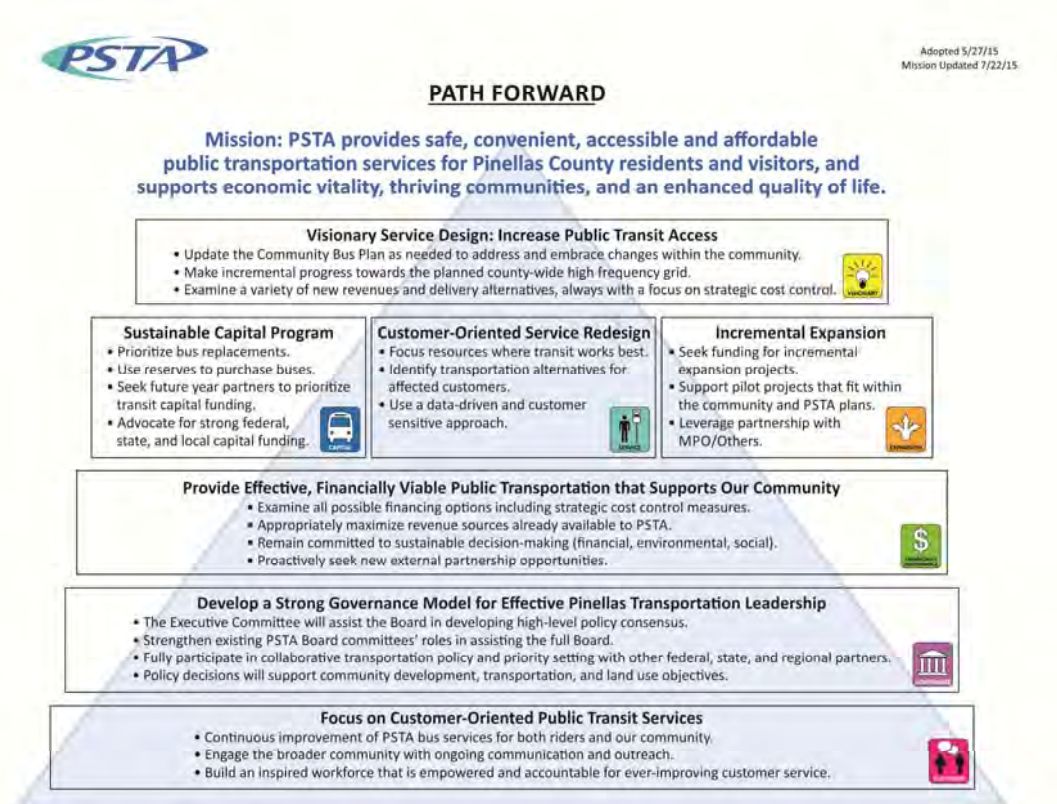 PSTA
Adopted 5/27/15
Mission Updated 7/22/15
PATH FORWARD
Mission: PSTA provides safe, convenient, accessible and affordable
public transportation services for Pinellas County residents and visitors, and
supports economic vitality, thriving communities, and an enhanced quality of life.
Visionary Service Design: Increase Public Transit Access
• Update the Community Bus Plan as needed to address and embrace changes within the community.
• Make incremental progress towards the planned county-wide high frequency grid.
• Examine a variety of new revenues and delivery alternatives, always with a focus on strategic cost control.
VISIONARY
Sustainable Capital Program
• Prioritize bus replacements.
• Use reserves to purchase buses.
• Seek future year partners to prioritize
transit capital funding.
• Advocate for strong federal,
state, and local capital funding.
CAPITAL
Customer-Oriented Service Redesign
• Focus resources where transit works best.
• Identify transportation alternatives for
affected customers.
• Use a data-driven and customer
sensitive approach.
SERVICE
Incremental Expansion
• Seek funding for incremental
expansion projects.
• Support pilot projects that fit within
the community and PSTA plans.
• Leverage partnership with
MPO/Others.
EXPANSION
Provide Effective, Financially Viable Public Transportation that Supports Our Community
▪ Examine all possible financing options including strategic cost control measures.
▪ Appropriately maximize revenue sources already available to PSTA.
▪ Remain committed to sustainable decision-making (financial, environmental, social).
▪ Proactively seek new external partnership opportunities.
$
Develop a Strong Governance Model for Effective Pinellas Transportation Leadership
• The Executive Committee will assist the Board in developing high-level policy consensus.
• Strengthen existing PSTA Board committees' roles in assisting the full Board.
• Fully participate in collaborative transportation policy and priority setting with other federal, state, and regional partners.
• Policy decisions will support community development, transportation, and land use objectives.
GOVERNANCE
Focus on Customer-Oriented Public Transit Services
• Continuous improvement of PSTA bus services for both riders and our community.
• Engage the broader community with ongoing communication and outreach.
• Build an inspired workforce that is empowered and accountable for ever-improving customer service.